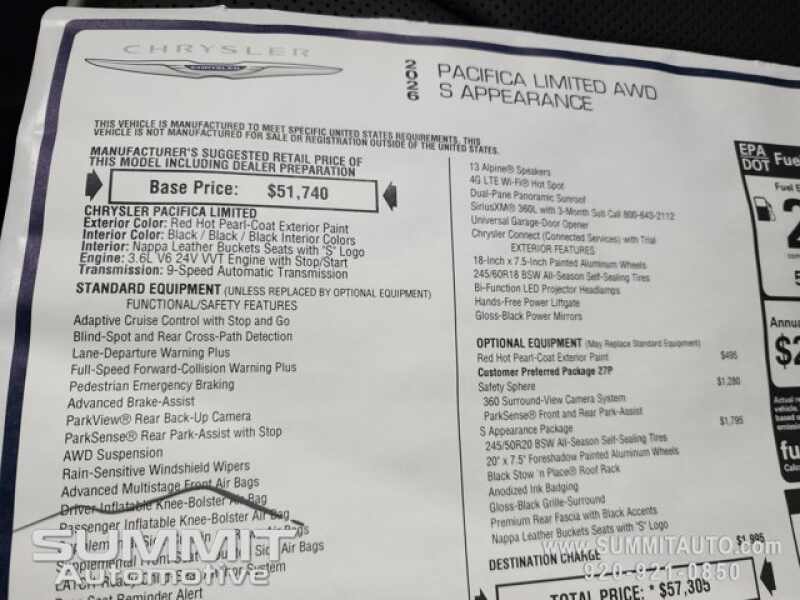 CHRYSLER
CHRYSLER
2026
PACIFICA LIMITED AWD
S APPEARANCE
THIS VEHICLE IS MANUFACTURED TO MEET SPECIFIC UNITED STATES REQUIREMENTS. THIS
VEHICLE IS NOT MANUFACTURED FOR SALE OR REGISTRATION OUTSIDE OF THE UNITED STATES.
MANUFACTURER'S SUGGESTED RETAIL PRICE OF
THIS MODEL INCLUDING DEALER PREPARATION
Base Price: $51,740
CHRYSLER PACIFICA LIMITED
Exterior Color: Red Hot Pearl-Coat Exterior Paint
Interior Color: Black / Black / Black Interior Colors
Interior: Nappa Leather Buckets Seats with "S" Logo
Engine: 3.6L V6 24V VVT Engine with Stop/Start
Transmission: 9-Speed Automatic Transmission
STANDARD EQUIPMENT (UNLESS REPLACED BY OPTIONAL EQUIPMENT)
FUNCTIONAL/SAFETY FEATURES
Adaptive Cruise Control with Stop and Go
Blind-Spot and Rear Cross-Path Detection
Lane-Departure Warning Plus
Full-Speed Forward-Collision Warning Plus
Pedestrian Emergency Braking
Advanced Brake-Assist
ParkView® Rear Back-Up Camera
ParkSense® Rear Park-Assist with Stop
AWD Suspension
Rain-Sensitive Windshield Wipers
Advanced Multistage Front Air Bags
Driver Inflatable Knee-Bolster Air Bag
Passenger Inflatable Knee-Bolster Air Bag
Side Air Bags
Reminder Alert
13 Alpine® Speakers
4G LTE Wi-Fi® Hot Spot
Dual-Pane Panoramic Sunroof
SiriusXM® 360L with 3-Month Sub Call 800-643-2112
Universal Garage-Door Opener
Chrysler Connect (Connected Services) with Trial
EXTERIOR FEATURES
18-Inch x 7.5-Inch Painted Aluminum Wheels
245/60R18 BSW All-Season Self-Sealing Tires
Bi-Function LED Projector Headlamps
Hands-Free Power Liftgate
Gloss-Black Power Mirrors
OPTIONAL EQUIPMENT (May Replace Standard Equipment)
Red Hot Pearl-Coat Exterior Paint $495
Customer Preferred Package 27P
Safety Sphere $1,280
360 Surround-View Camera System
ParkSense® Front and Rear Park-Assist
S Appearance Package $1,795
245/50R20 BSW All-Season Self-Sealing Tires
20" x 7.5" Foreshadow Painted Aluminum Wheels
Black Stow 'n Place® Roof Rack
Anodized Ink Badging
Gloss-Black Grille-Surround
Premium Rear Fascia with Black Accents
Nappa Leather Buckets Seats with "S" Logo
DESTINATION CHARGE $1,995
TOTAL PRICE: * $57,305
EPA
DOT
Fuel
Annual
$2
SUMMIT
Automotive
WWW.SUMMITAUTO.COM
920-921-0850